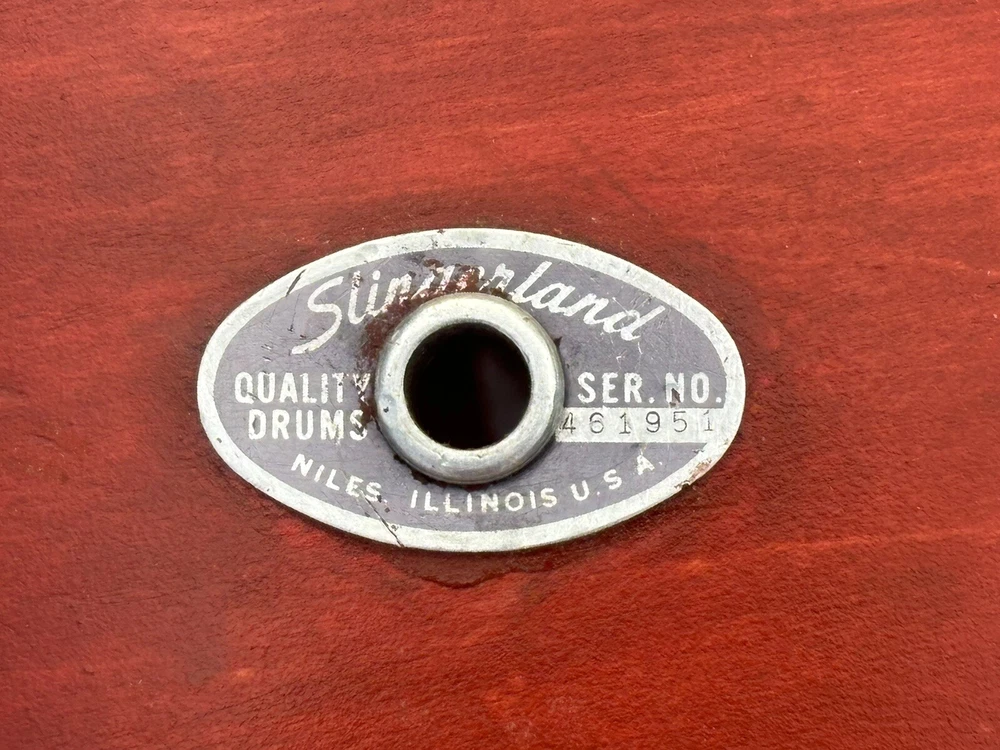 Slingerland
QUALITY SER. NO.
DRUMS 461951
NILES, ILLINOIS U.S.A.